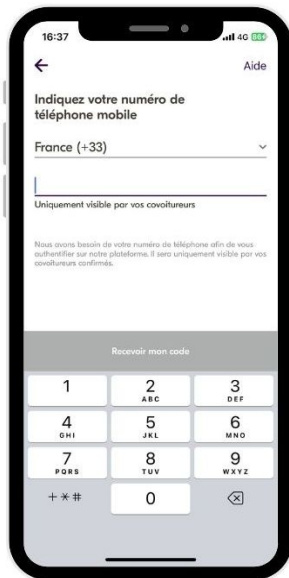 16:37
4G 86
Aide
Indiquez votre numéro de
téléphone mobile
France (+33)
Uniquement visible par vos covoitureurs
Nous avons besoin de votre numéro de téléphone afin de vous
authentifier sur notre plateforme. Il sera uniquement visible par vos
covoitureurs confirmés.
Recevoir mon code
1 2 3
ABC DEF
4 5 6
GHI JKL MNO
7 8 9
PQRS TUV WXYZ
+ * # 0